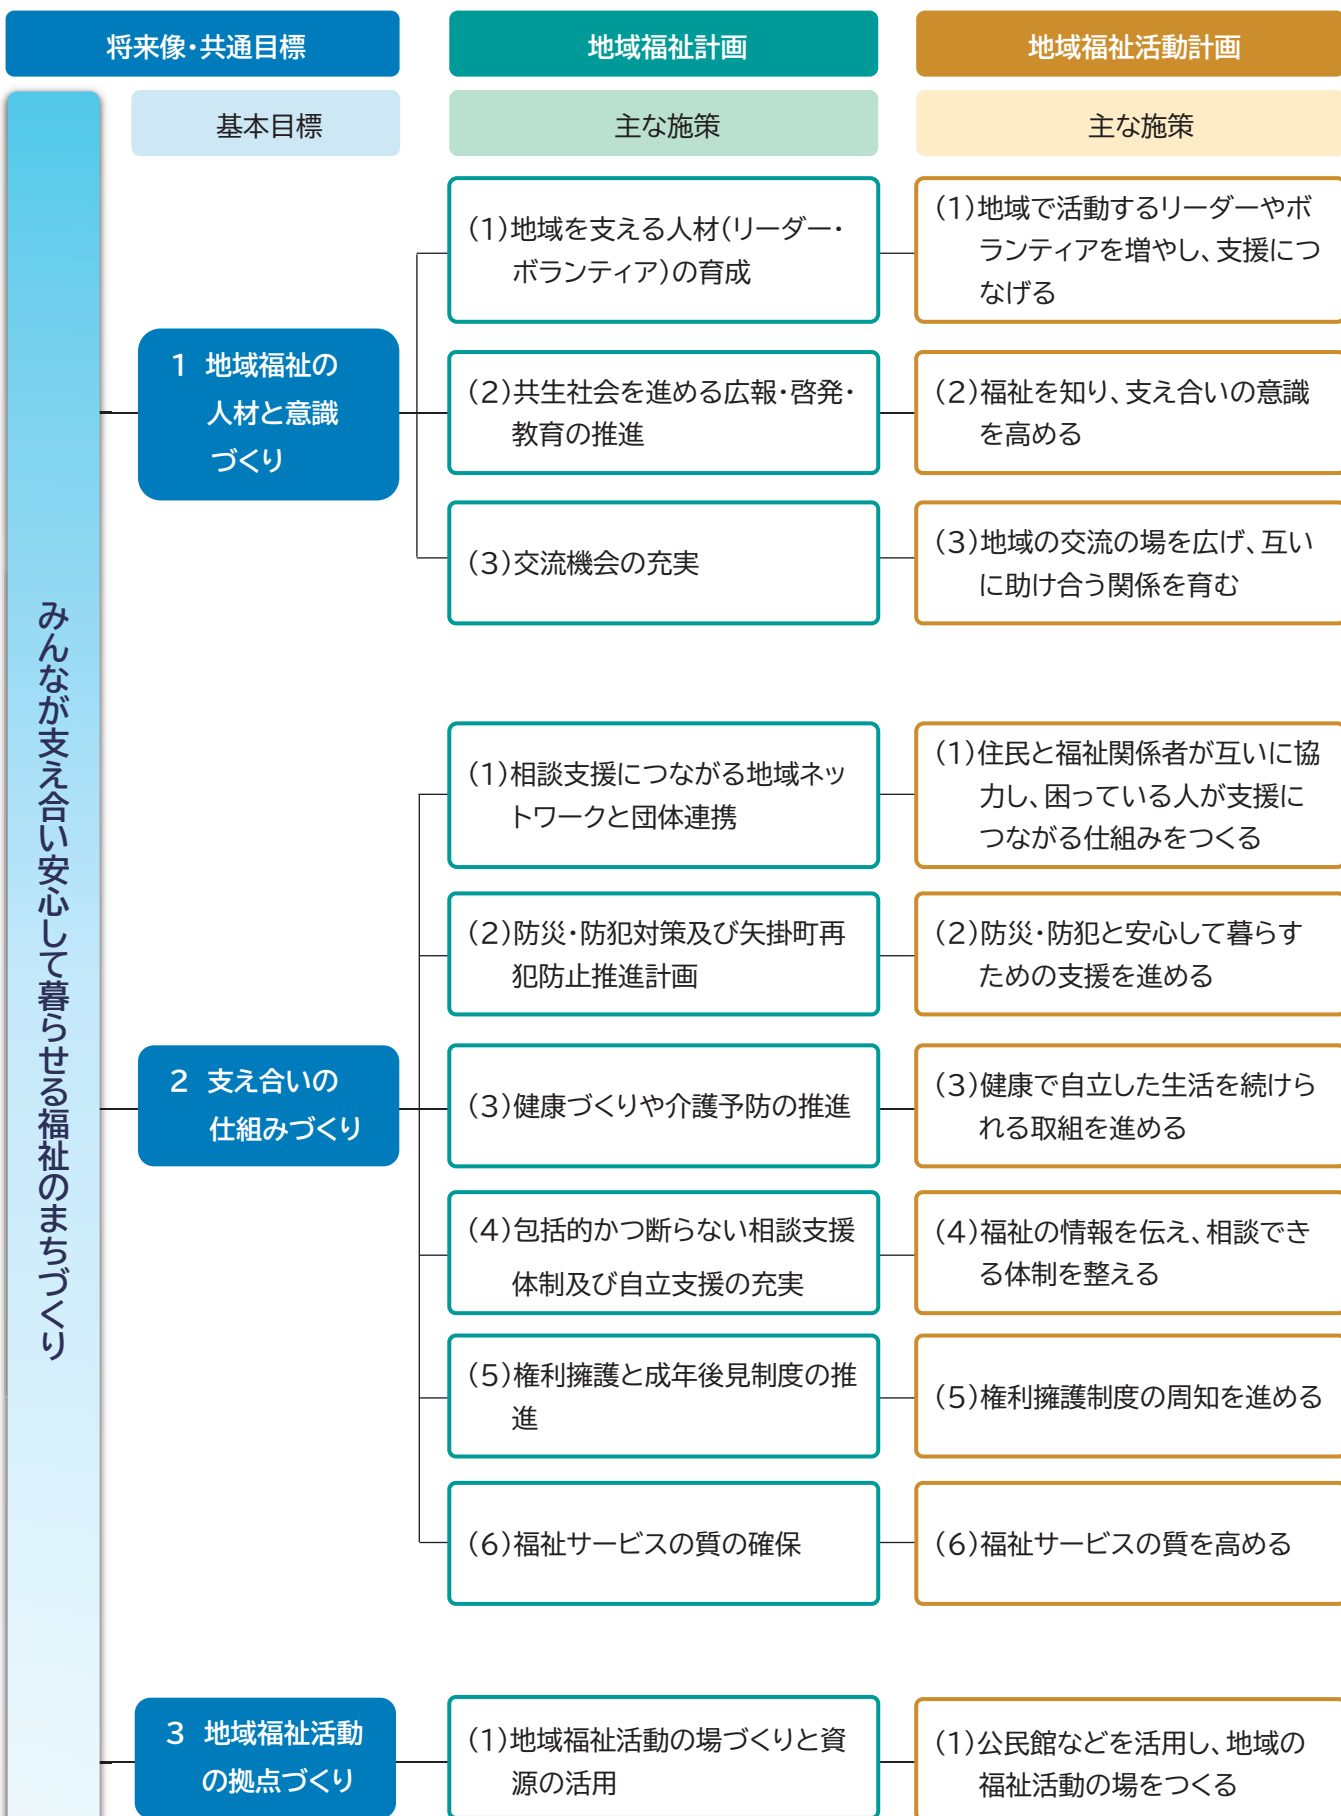 将来像・共通目標
地域福祉計画
地域福祉活動計画
基本目標
主な施策
主な施策
みんなが支え合い安心して暮らせる福祉のまちづくり
1 地域福祉の
人材と意識
づくり
(1)地域を支える人材(リーダー・
ボランティア)の育成
(1)地域で活動するリーダーやボ
ランティアを増やし、支援につ
なげる
(2)共生社会を進める広報・啓発・
教育の推進
(2)福祉を知り、支え合いの意識
を高める
(3)交流機会の充実
(3)地域の交流の場を広げ、互い
に助け合う関係を育む
2 支え合いの
仕組みづくり
(1)相談支援につながる地域ネッ
トワークと団体連携
(1)住民と福祉関係者が互いに協
力し、困っている人が支援に
つながる仕組みをつくる
(2)防災・防犯対策及び矢掛町再
犯防止推進計画
(2)防災・防犯と安心して暮らす
ための支援を進める
(3)健康づくりや介護予防の推進
(3)健康で自立した生活を続けら
れる取組を進める
(4)包括的かつ断らない相談支援
体制及び自立支援の充実
(4)福祉の情報を伝え、相談でき
る体制を整える
(5)権利擁護と成年後見制度の推
進
(5)権利擁護制度の周知を進める
(6)福祉サービスの質の確保
(6)福祉サービスの質を高める
3 地域福祉活動
の拠点づくり
(1)地域福祉活動の場づくりと資
源の活用
(1)公民館などを活用し、地域の
福祉活動の場をつくる